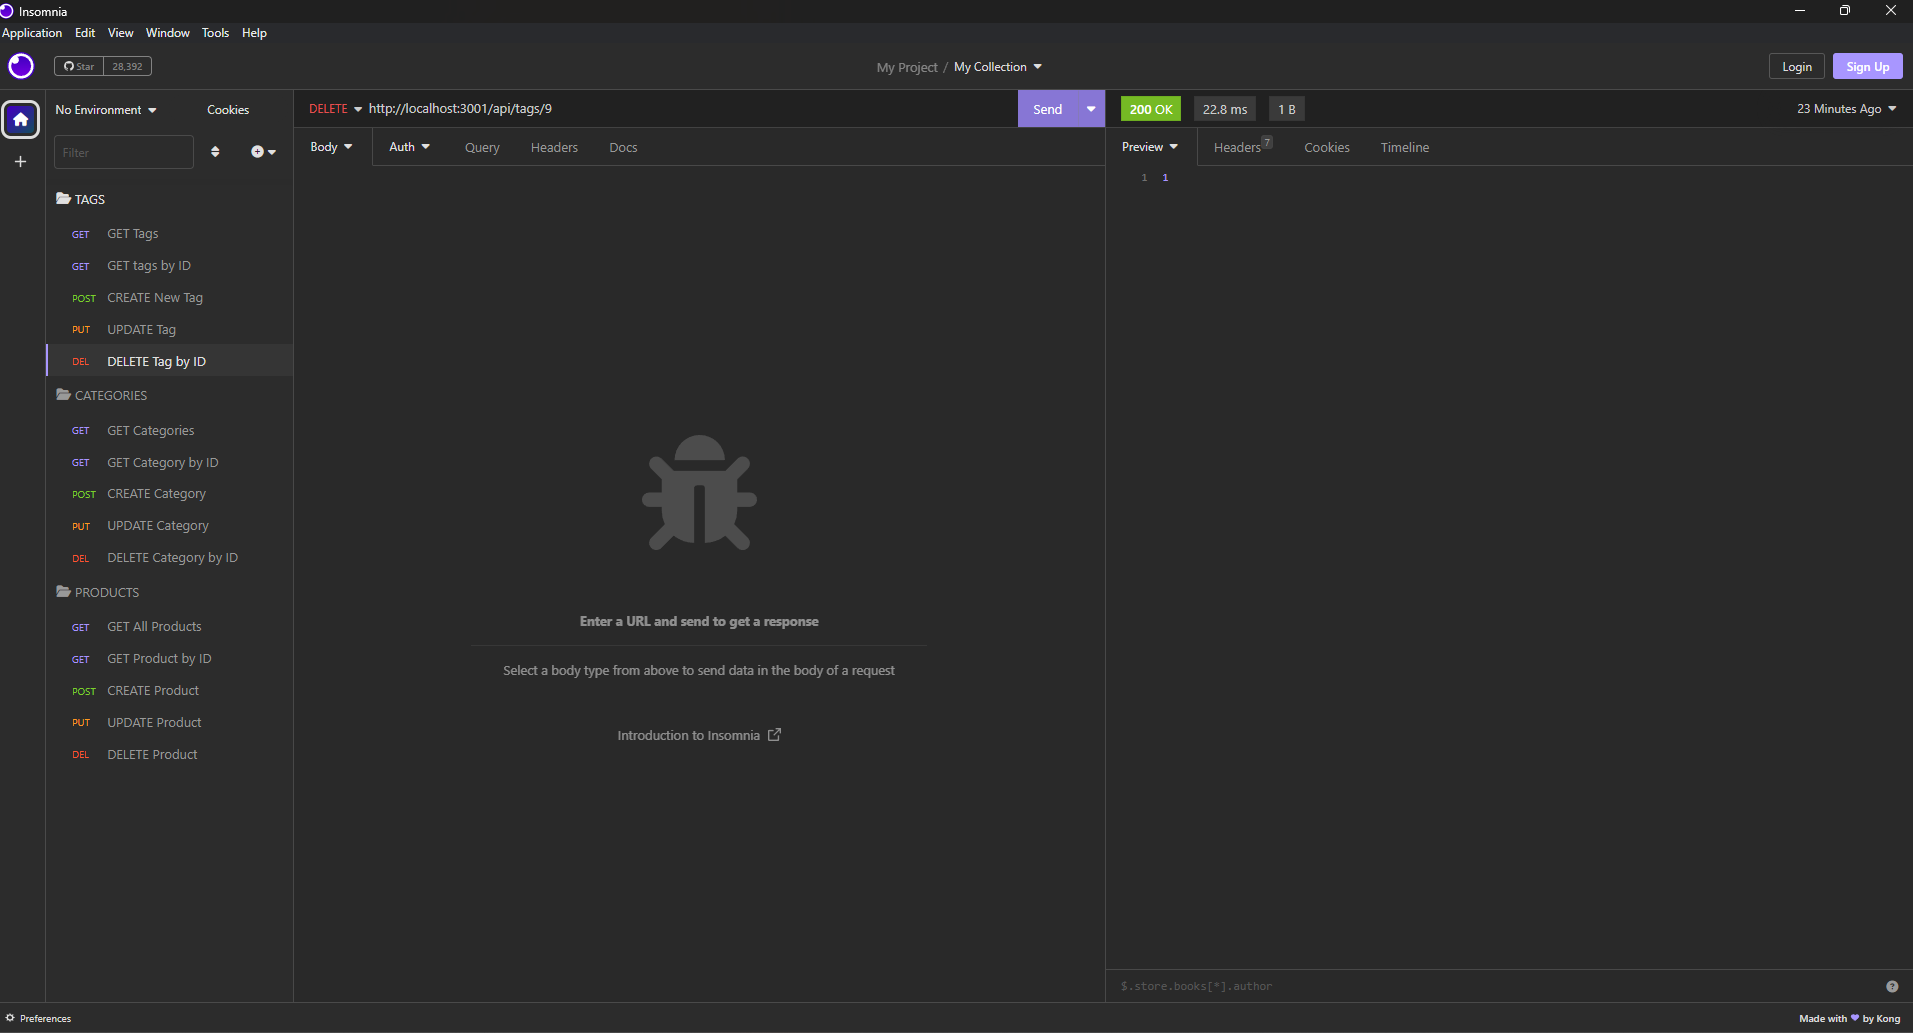 Insomnia
Application Edit View Window Tools Help
Star 28,392
My Project / My Collection
Login Sign Up
No Environment Cookies
Filter
TAGS
GET GET Tags
GET GET tags by ID
POST CREATE New Tag
PUT UPDATE Tag
DEL DELETE Tag by ID
CATEGORIES
GET GET Categories
GET GET Category by ID
POST CREATE Category
PUT UPDATE Category
DEL DELETE Category by ID
PRODUCTS
GET GET All Products
GET GET Product by ID
POST CREATE Product
PUT UPDATE Product
DEL DELETE Product
DELETE http://localhost:3001/api/tags/9 Send
Body Auth Query Headers Docs
Enter a URL and send to get a response
Select a body type from above to send data in the body of a request
Introduction to Insomnia
200 OK 22.8 ms 1 B 23 Minutes Ago
Preview Headers 7 Cookies Timeline
1 1
$.store.books[*].author ?
Preferences
Made with ❤ by Kong